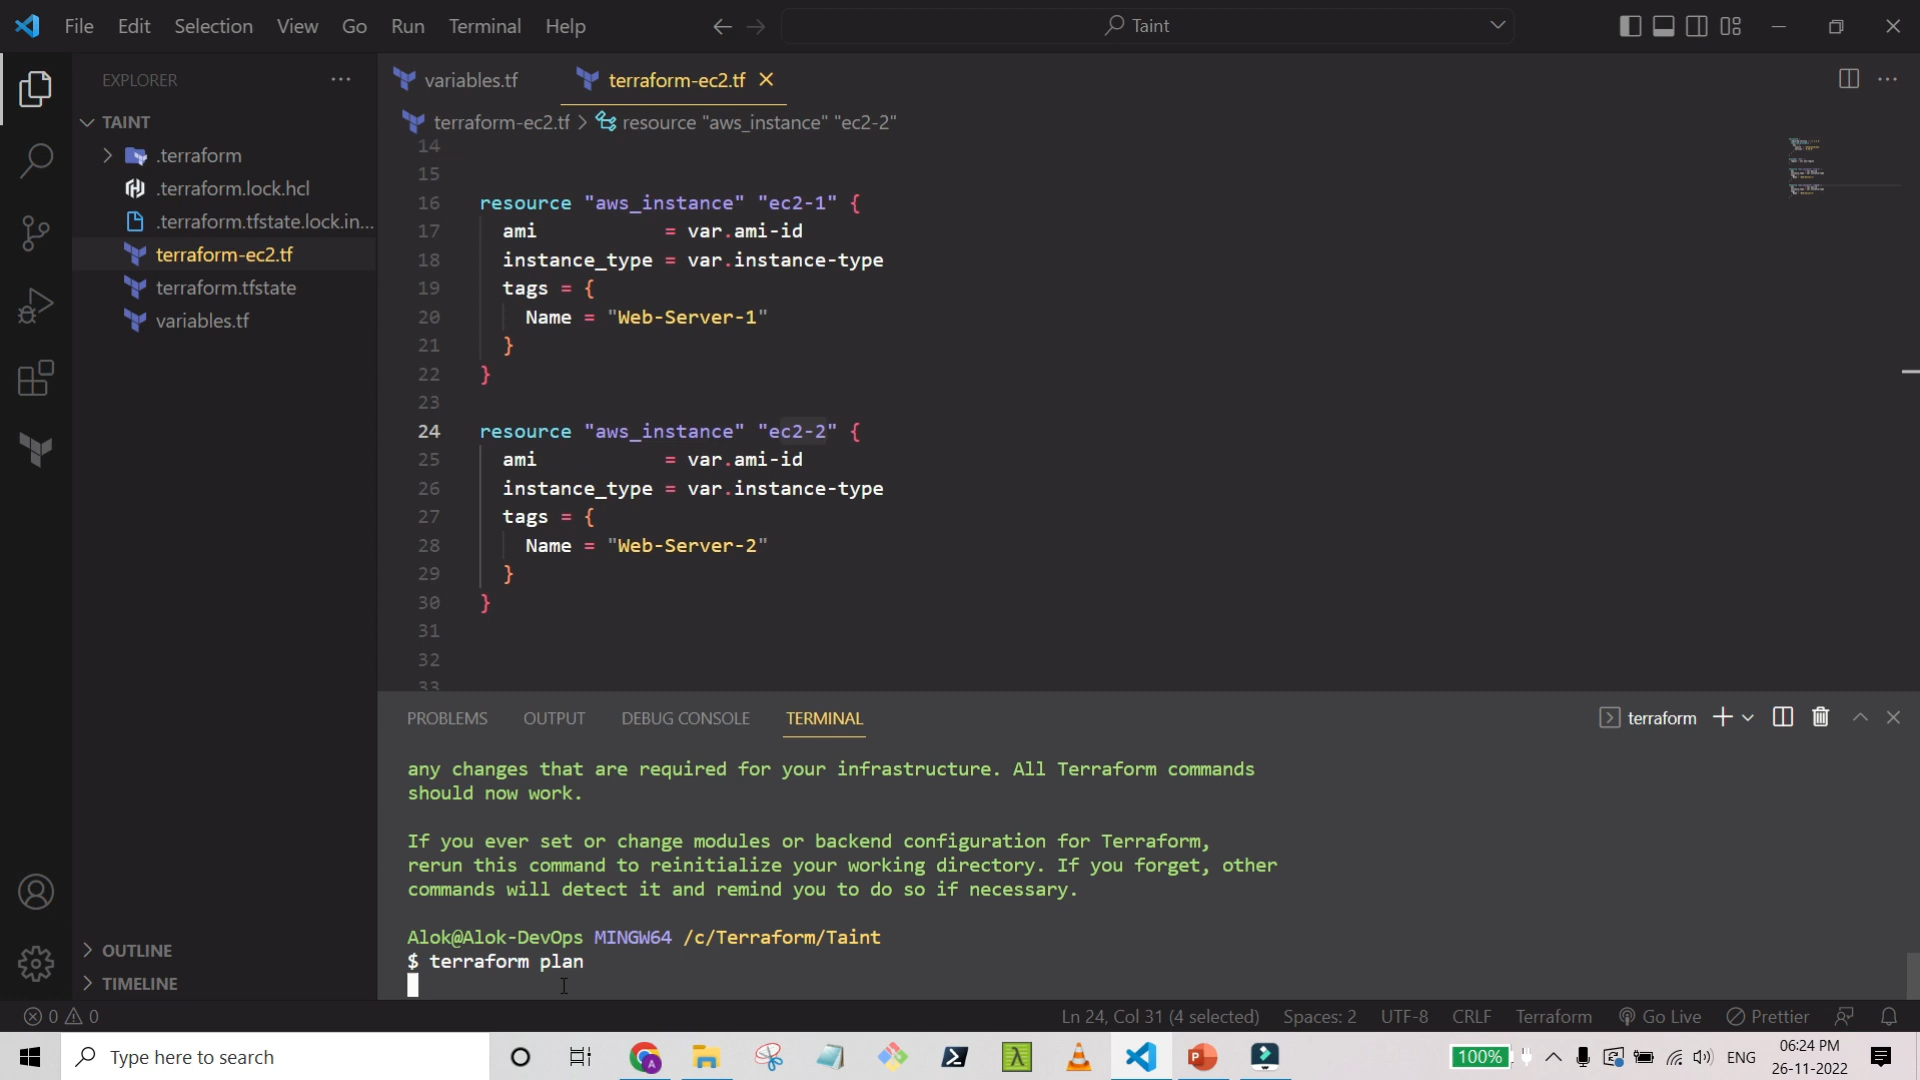 File Edit Selection View Go Run Terminal Help
Taint
EXPLORER
TAINT
.terraform
.terraform.lock.hcl
.terraform.tfstate.lock.in...
terraform-ec2.tf
terraform.tfstate
variables.tf
OUTLINE
TIMELINE
variables.tf terraform-ec2.tf
terraform-ec2.tf > resource "aws_instance" "ec2-2"
14
15
16 resource "aws_instance" "ec2-1" {
17 ami = var.ami-id
18 instance_type = var.instance-type
19 tags = {
20 Name = "Web-Server-1"
21 }
22 }
23
24 resource "aws_instance" "ec2-2" {
25 ami = var.ami-id
26 instance_type = var.instance-type
27 tags = {
28 Name = "Web-Server-2"
29 }
30 }
31
32
33
PROBLEMS OUTPUT DEBUG CONSOLE TERMINAL
terraform
any changes that are required for your infrastructure. All Terraform commands
should now work.
If you ever set or change modules or backend configuration for Terraform,
rerun this command to reinitialize your working directory. If you forget, other
commands will detect it and remind you to do so if necessary.
Alok@Alok-DevOps MINGW64 /c/Terraform/Taint
$ terraform plan
0 0 Ln 24, Col 31 (4 selected) Spaces: 2 UTF-8 CRLF Terraform Go Live Prettier
Type here to search
100% ENG
06:24 PM
26-11-2022